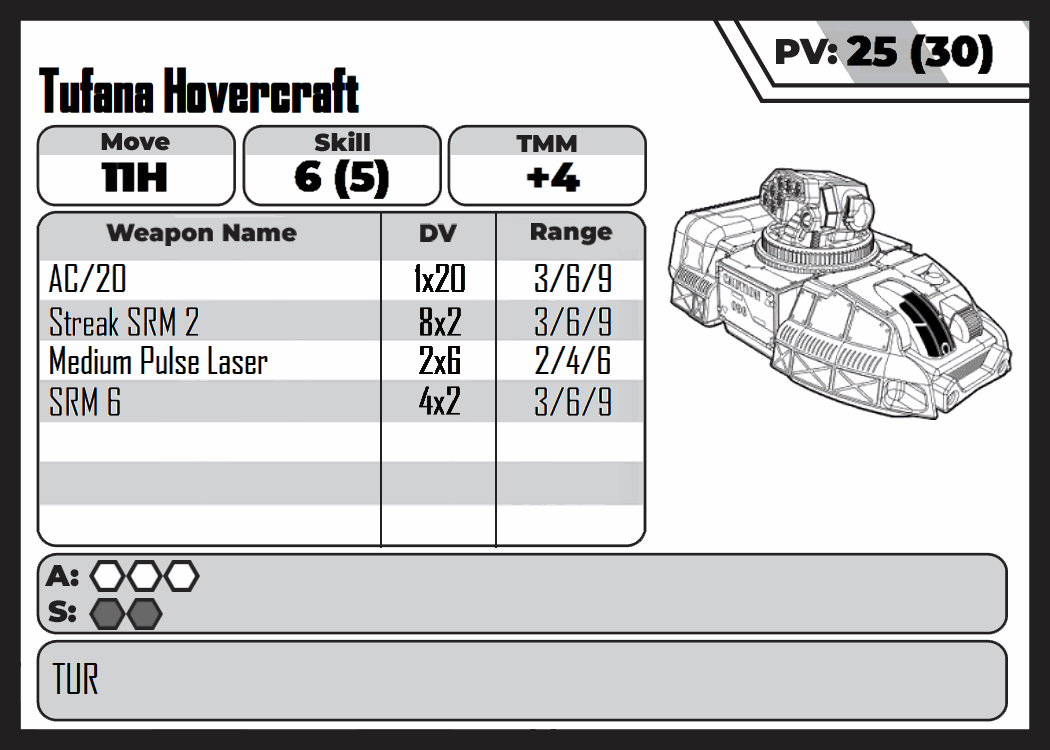 PV: 25 (30)
Tufana Hovercraft
Move Skill TMM
11H 6 (5) +4
Weapon Name DV Range
AC/20 1x20 3/6/9
Streak SRM 2 8x2 3/6/9
Medium Pulse Laser 2x6 2/4/6
SRM 6 4x2 3/6/9
CAUTION
A:
S:
TUR